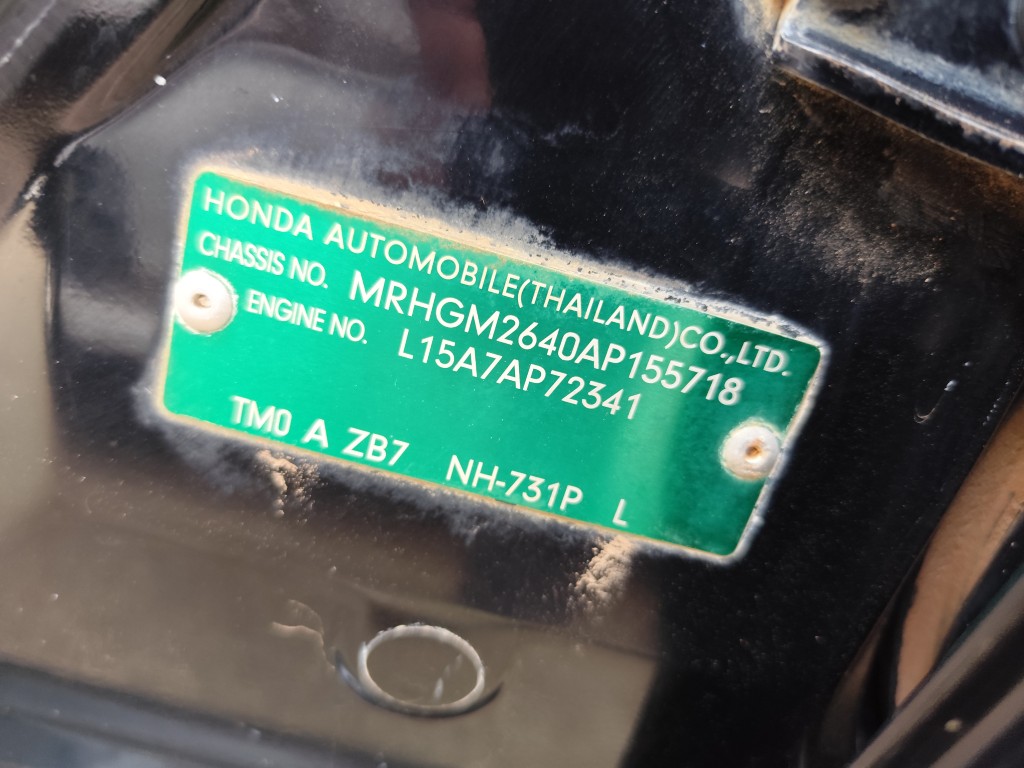 HONDA AUTOMOBILE(THAILAND)CO.,LTD.
CHASSIS NO. MRHGM2640AP155718
ENGINE NO. L15A7AP72341
TM0 A ZB7 NH-731P L